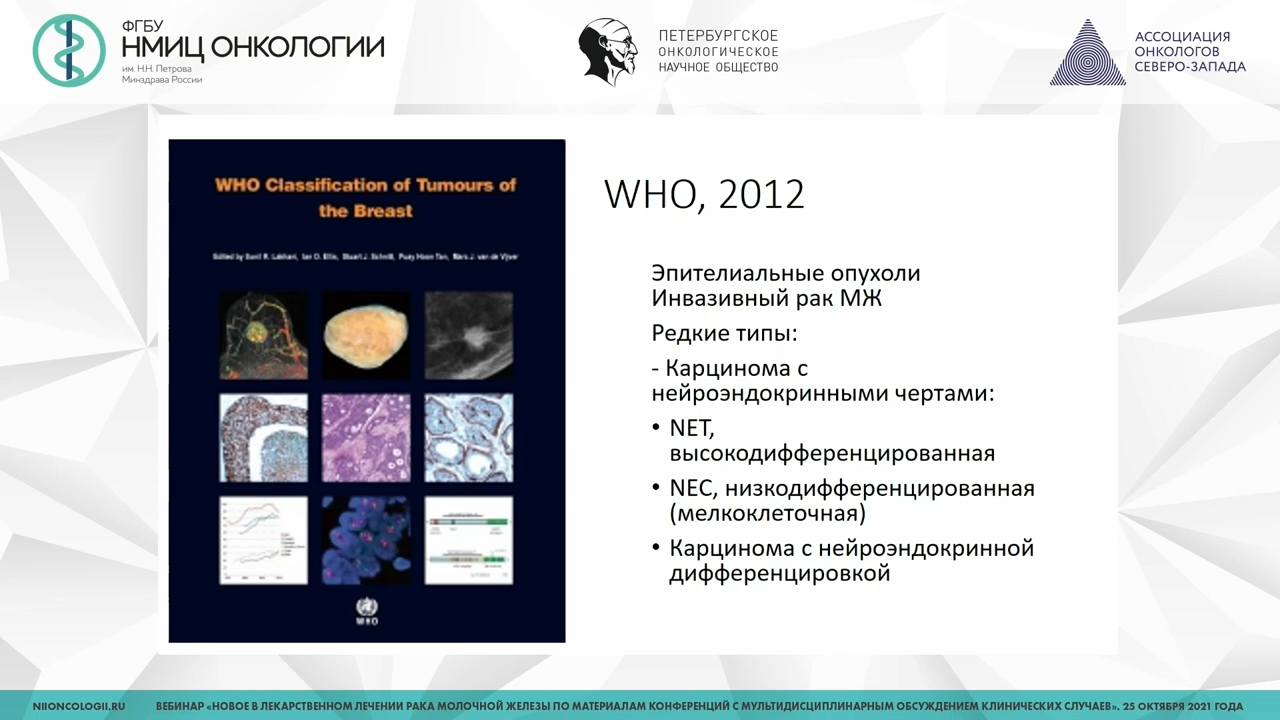 ФГБУ
НМИЦ ОНКОЛОГИИ
им. Н.Н. Петрова
Минздрава России
ПЕТЕРБУРГСКОЕ
ОНКОЛОГИЧЕСКОЕ
НАУЧНОЕ ОБЩЕСТВО
АССОЦИАЦИЯ
ОНКОЛОГОВ
СЕВЕРО-ЗАПАДА
WHO Classification of Tumours of
the Breast
Edited by Sunil R. Lakhani, Ian O. Ellis, Stuart J. Schnitt, Puay Hoon Tan, Marc J. van de Vijver
WHO
WHO, 2012
Эпителиальные опухоли
Инвазивный рак МЖ
Редкие типы:
- Карцинома с
нейроэндокринными чертами:
• NET,
высокодифференцированная
• NEC, низкодифференцированная
(мелкоклеточная)
• Карцинома с нейроэндокринной
дифференцировкой
NIIONCOLOGII.RU
ВЕБИНАР «НОВОЕ В ЛЕКАРСТВЕННОМ ЛЕЧЕНИИ РАКА МОЛОЧНОЙ ЖЕЛЕЗЫ ПО МАТЕРИАЛАМ КОНФЕРЕНЦИЙ С МУЛЬТИДИСЦИПЛИНАРНЫМ ОБСУЖДЕНИЕМ КЛИНИЧЕСКИХ СЛУЧАЕВ». 25 ОКТЯБРЯ 2021 ГОДА